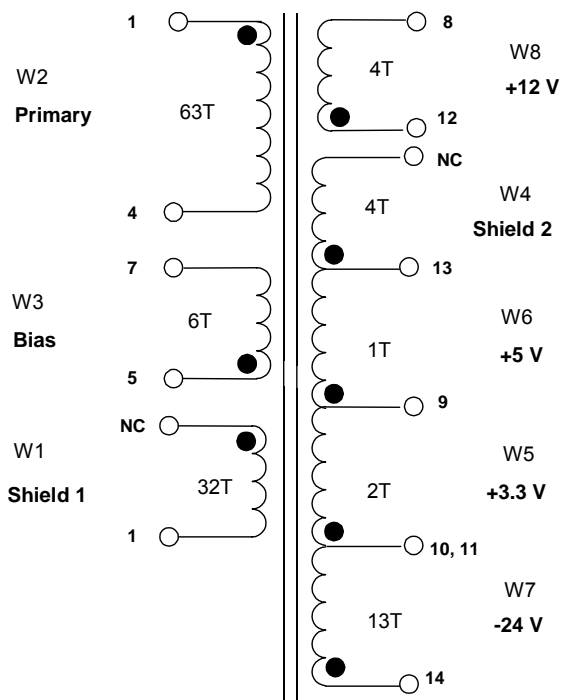 1
W2
Primary
63T
4
7
W3
Bias
6T
5
NC
W1
Shield 1
32T
1
8
W8
+12 V
4T
12
NC
W4
Shield 2
4T
13
W6
+5 V
1T
9
W5
+3.3 V
2T
10, 11
W7
-24 V
13T
14